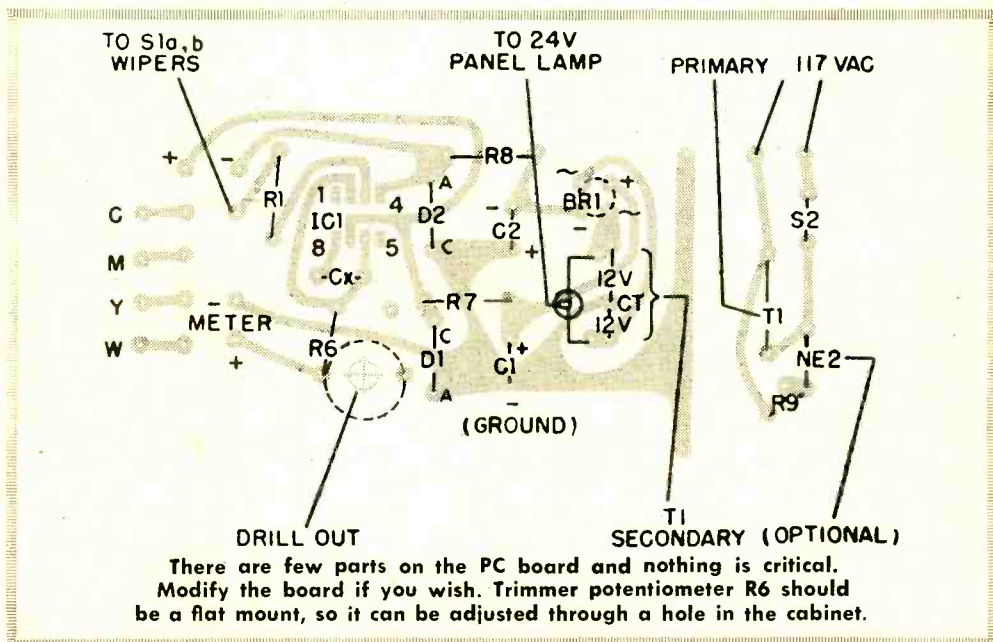 TO S1a,b
WIPERS
TO 24V
PANEL LAMP
PRIMARY
117 VAC
+
-
R8
A
R1
1
IC1
8
4
5
D2
C
-
C2
+
~
BR1
+
~
-
S2
C
M
Y
W
-Cx-
-
METER
+
R7
12V
CT
12V
T1
R6
C
D1
A
C1
+
-
(GROUND)
NE2
R9
DRILL OUT
T1
SECONDARY
(OPTIONAL)
There are few parts on the PC board and nothing is critical.
Modify the board if you wish. Trimmer potentiometer R6 should
be a flat mount, so it can be adjusted through a hole in the cabinet.